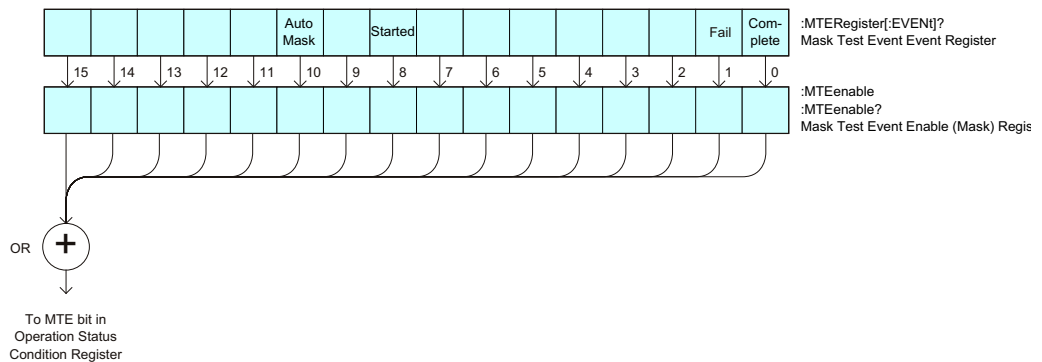 Auto Mask
Started
Fail
Com-plete
:MTERegister[:EVENt]?
Mask Test Event Event Register
15 14 13 12 11 10 9 8 7 6 5 4 3 2 1 0
:MTEenable
:MTEenable?
Mask Test Event Enable (Mask) Regis
OR
+
To MTE bit in
Operation Status
Condition Register